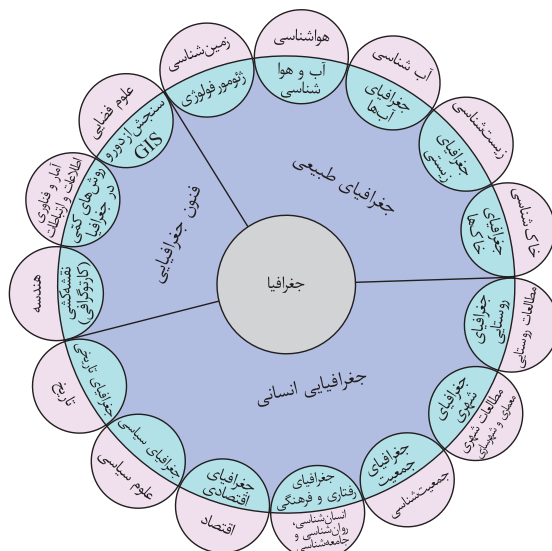 جغرافیا
جغرافیای طبیعی
هواشناسی
آب و هوا
شناسی
آب شناسی
جغرافیای
آب‌ها
زیست‌شناسی
جغرافیای
زیستی
خاک شناسی
جغرافیای
خاک‌ها
زمین‌شناسی
ژئومورفولوژی
جغرافیایی انسانی
مطالعات روستایی
جغرافیای
روستایی
مطالعات شهری
معماری و شهرسازی
جغرافیای
شهری
جمعیت‌شناسی
جغرافیای
جمعیت
جغرافیای
رفتاری و فرهنگی
انسان‌شناسی،
روان‌شناسی و
جامعه‌شناسی
جغرافیای
اقتصادی
اقتصاد
جغرافیای سیاسی
علوم سیاسی
جغرافیای تاریخی
تاریخ
فنون جغرافیایی
هندسه
نقشه‌کشی
(کارتوگرافی)
آمار و فناوری
اطلاعات و ارتباطات
روش‌های کمّی
در جغرافیا
علوم فضایی
سنجش از دور و
GIS